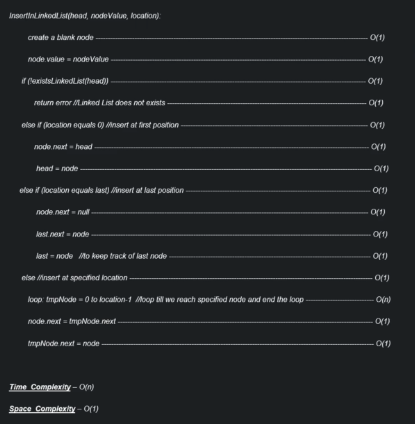 InsertInLinkedList(head, nodeValue, location):
create a blank node ---- O(1)
node.value = nodeValue ---- O(1)
if (!existsLinkedList(head)) ---- O(1)
return error //Linked List does not exists ---- O(1)
else if (location equals 0) //insert at first position ---- O(1)
node.next = head ---- O(1)
head = node ---- O(1)
else if (location equals last) //insert at last position ---- O(1)
node.next = null ---- O(1)
last.next = node ---- O(1)
last = node //to keep track of last node ---- O(1)
else //insert at specified location ---- O(1)
loop: tmpNode = 0 to location-1 //loop till we reach specified node and end the loop ---- O(n)
node.next = tmpNode.next ---- O(1)
tmpNode.next = node ---- O(1)
Time Complexity – O(n)
Space Complexity – O(1)